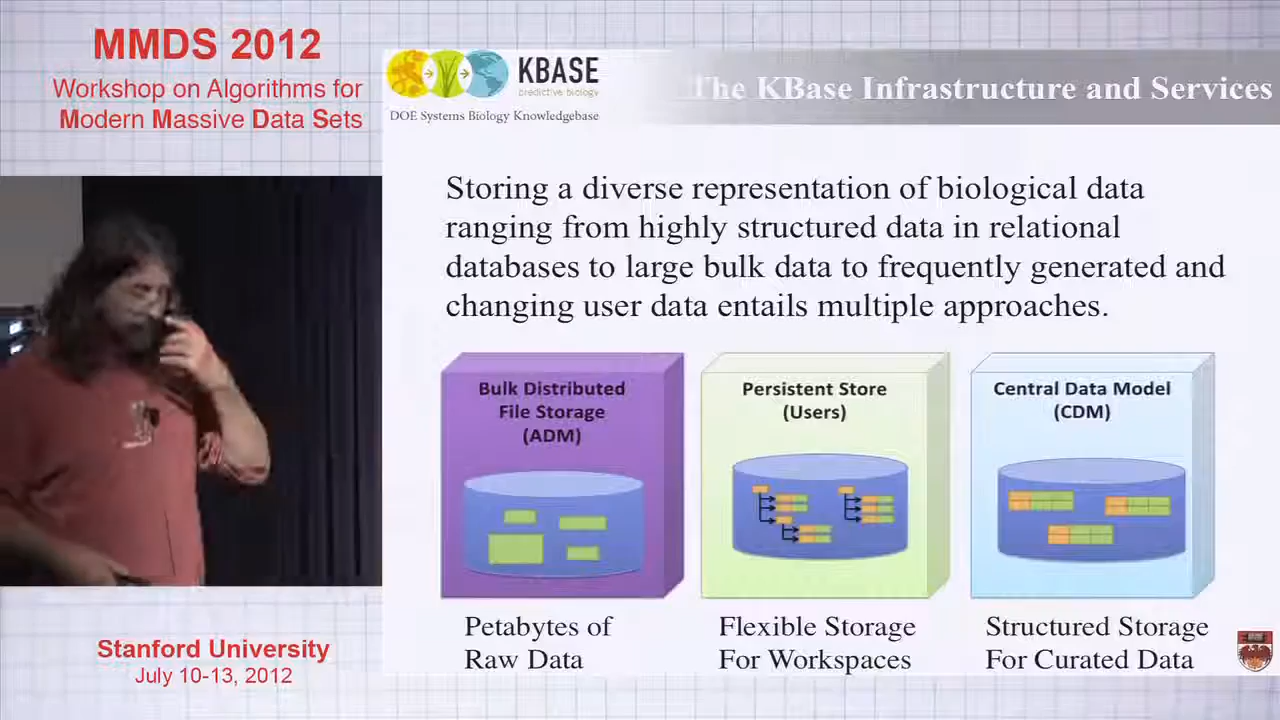 MMDS 2012
Workshop on Algorithms for
Modern Massive Data Sets
KBASE
predictive biology
DOE Systems Biology Knowledgebase
The KBase Infrastructure and Services
Storing a diverse representation of biological data
ranging from highly structured data in relational
databases to large bulk data to frequently generated and
changing user data entails multiple approaches.
Bulk Distributed
File Storage
(ADM)
Persistent Store
(Users)
Central Data Model
(CDM)
Petabytes of
Raw Data
Flexible Storage
For Workspaces
Structured Storage
For Curated Data
Stanford University
July 10-13, 2012